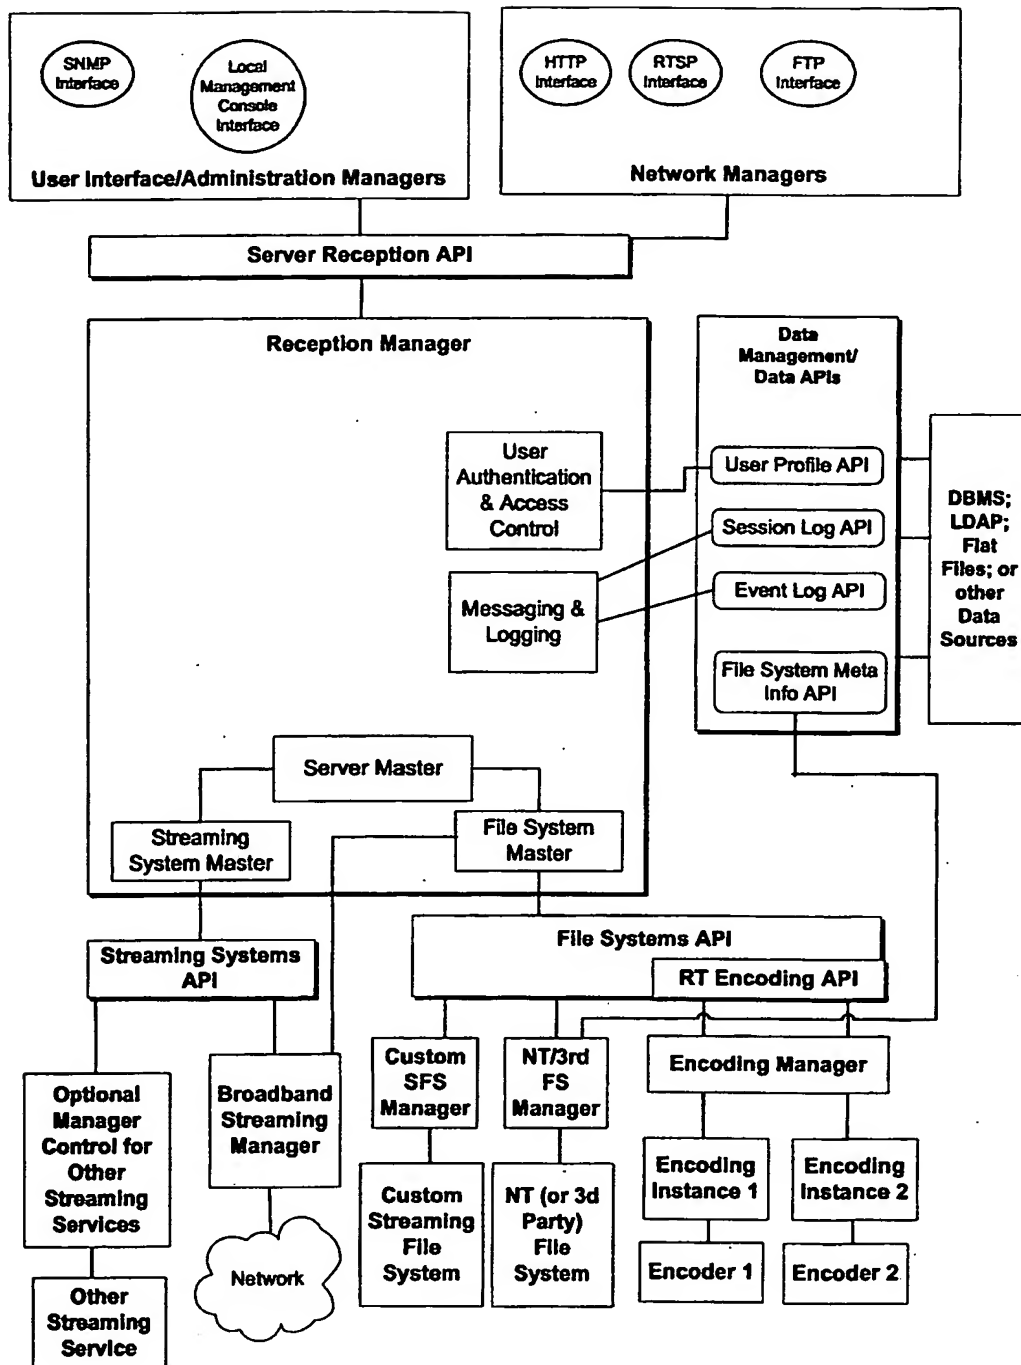 SNMP
Interface
Local
Management
Console
Interface
User Interface/Administration Managers
HTTP
Interface
RTSP
Interface
FTP
Interface
Network Managers
Server Reception API
Reception Manager
User
Authentication
& Access
Control
Messaging &
Logging
Server Master
Streaming
System Master
File System
Master
Data
Management/
Data APIs
User Profile API
Session Log API
Event Log API
File System Meta
Info API
DBMS;
LDAP;
Flat
Files; or
other
Data
Sources
Streaming Systems
API
File Systems API
RT Encoding API
Optional
Manager
Control for
Other
Streaming
Services
Broadband
Streaming
Manager
Custom
SFS
Manager
NT/3rd
FS
Manager
Encoding Manager
Other
Streaming
Service
Network
Custom
Streaming
File
System
NT (or 3d
Party)
File
System
Encoding
Instance 1
Encoding
Instance 2
Encoder 1
Encoder 2